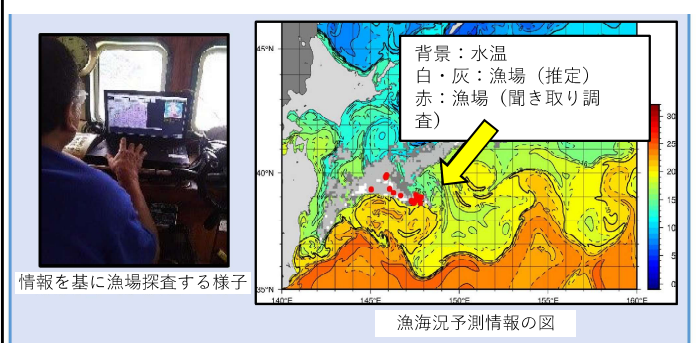 背景：水温
白・灰：漁場（推定）
赤：漁場（聞き取り調
査）
45°N
40°N
35°N
140°E
145°E
150°E
155°E
160°E
30
25
20
15
10
5
0
情報を基に漁場探査する様子
漁海況予測情報の図